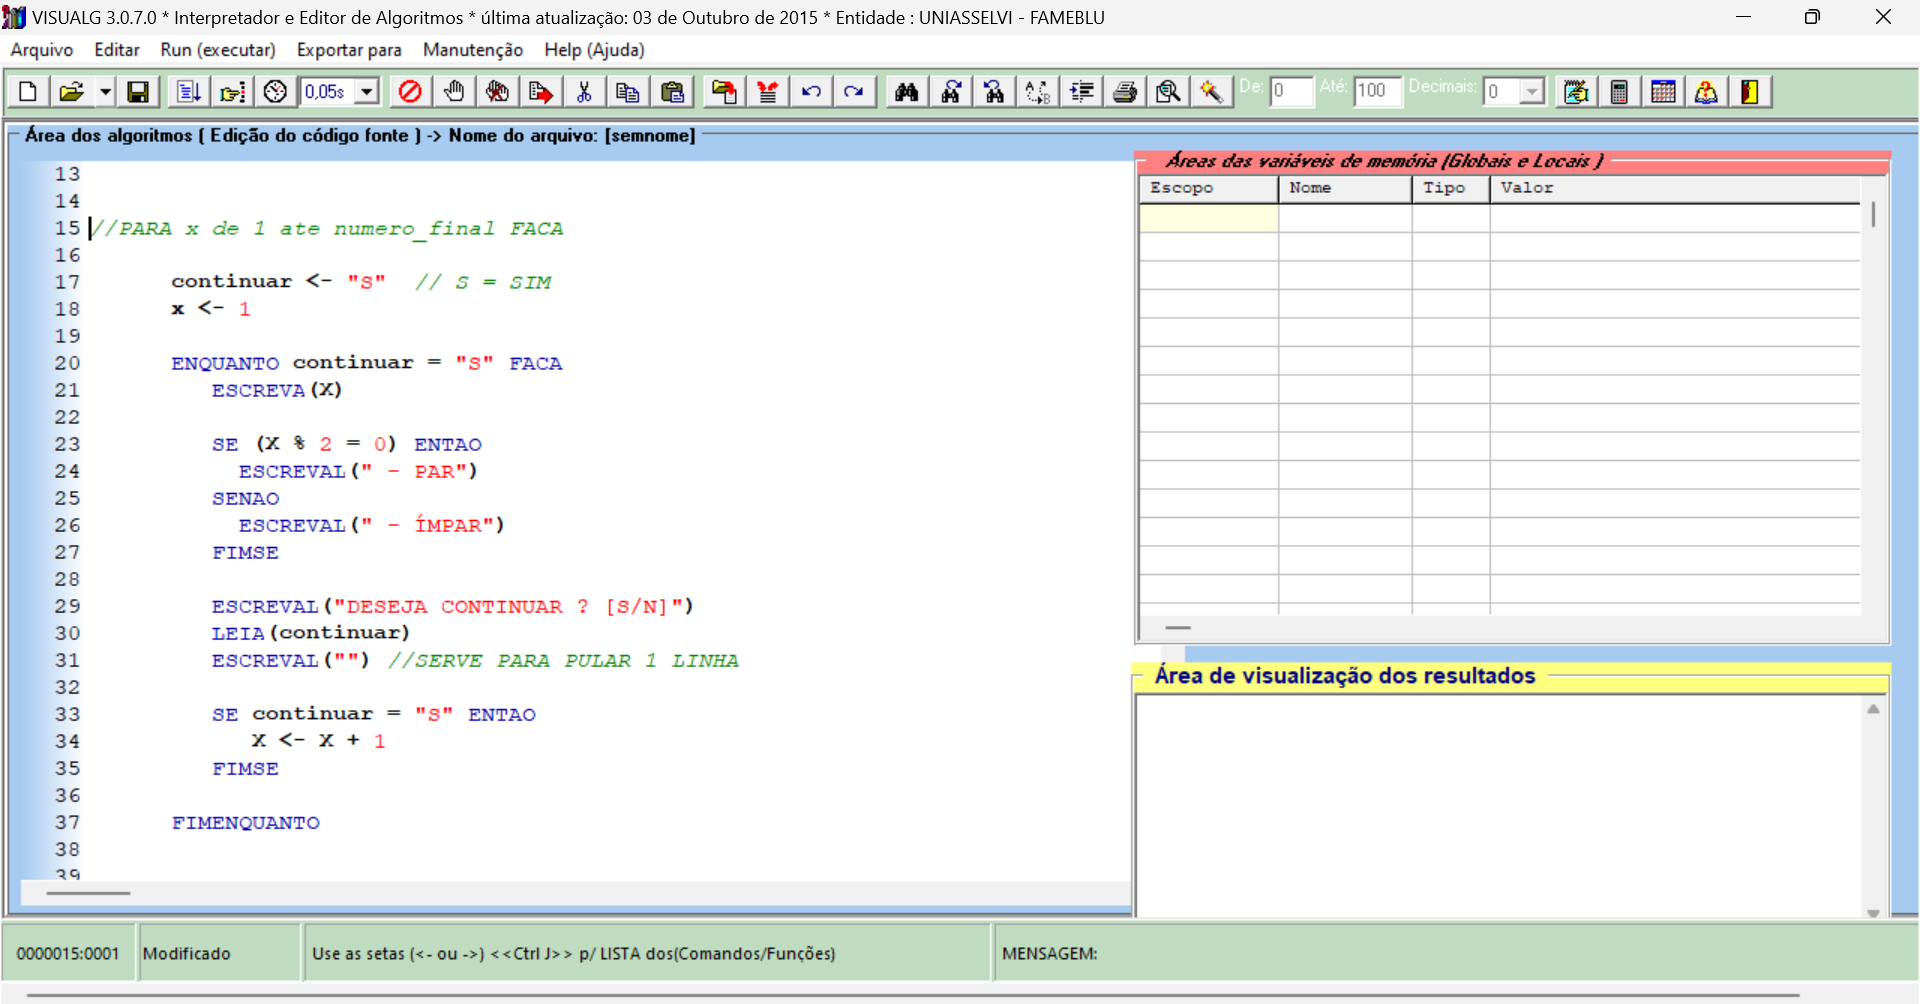 VISUALG 3.0.7.0 * Interpretador e Editor de Algoritmos * última atualização: 03 de Outubro de 2015 * Entidade : UNIASSELVI - FAMEBLU
Arquivo Editar Run (executar) Exportar para Manutenção Help (Ajuda)
0,05s De: 0 Até: 100 Decimais: 0
Área dos algoritmos ( Edição do código fonte ) -> Nome do arquivo: [semnome]
13
14
15 //PARA x de 1 ate numero_final FACA
16
17 continuar <- "S" // S = SIM
18 x <- 1
19
20 ENQUANTO continuar = "S" FACA
21 ESCREVA(X)
22
23 SE (X % 2 = 0) ENTAO
24 ESCREVAL(" - PAR")
25 SENAO
26 ESCREVAL(" - ÍMPAR")
27 FIMSE
28
29 ESCREVAL("DESEJA CONTINUAR ? [S/N]")
30 LEIA(continuar)
31 ESCREVAL("") //SERVE PARA PULAR 1 LINHA
32
33 SE continuar = "S" ENTAO
34 X <- X + 1
35 FIMSE
36
37 FIMENQUANTO
38
39
Áreas das variáveis de memória (Globais e Locais )
Escopo Nome Tipo Valor
Área de visualização dos resultados
0000015:0001 Modificado Use as setas (<- ou ->) <<Ctrl J>> p/ LISTA dos(Comandos/Funções) MENSAGEM: